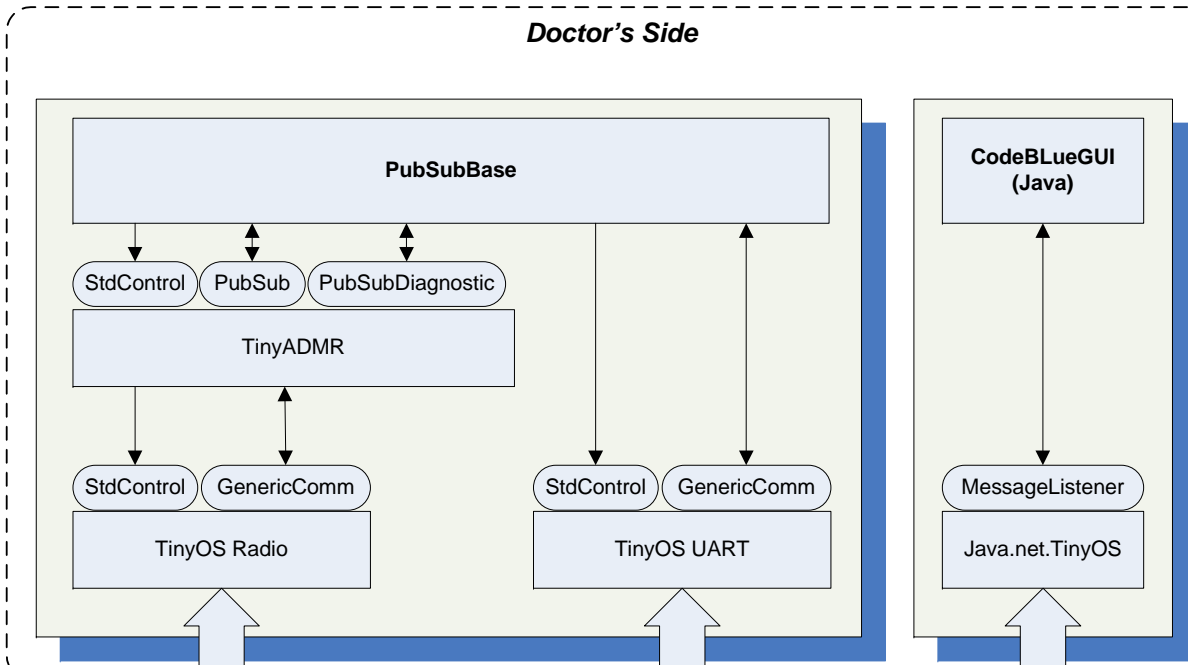 Doctor's Side
PubSubBase
StdControl
PubSub
PubSubDiagnostic
TinyADMR
StdControl
GenericComm
TinyOS Radio
StdControl
GenericComm
TinyOS UART
CodeBLueGUI
(Java)
MessageListener
Java.net.TinyOS